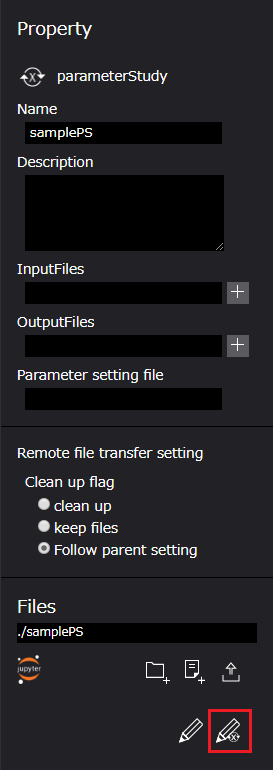 Property
parameterStudy
Name
samplePS
Description
InputFiles
OutputFiles
Parameter setting file
Remote file transfer setting
Clean up flag
clean up
keep files
Follow parent setting
Files
./samplePS
jupyter